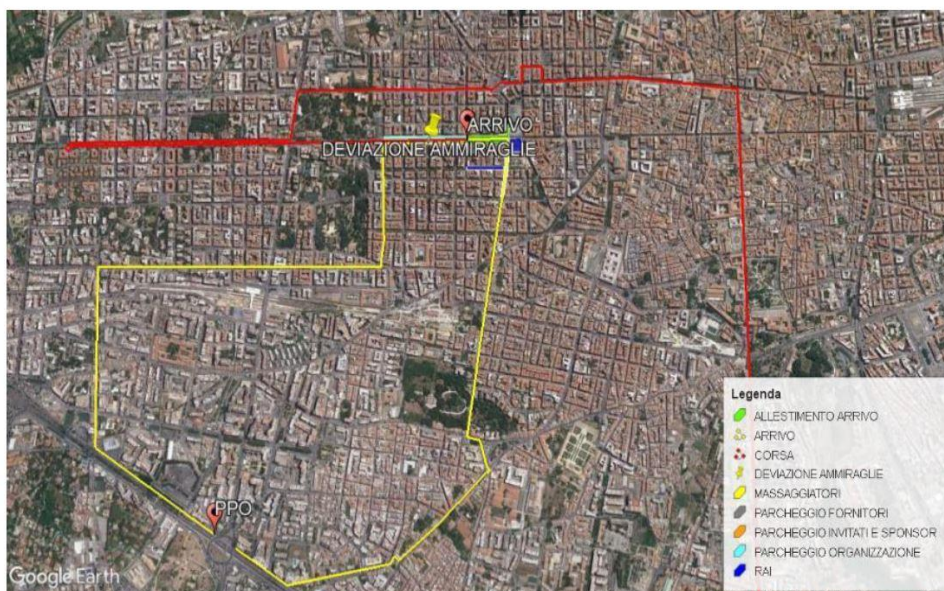 ARRIVO
DEVIAZIONE AMMIRAGLIE
PPO
Legenda
ALLESTIMENTO ARRIVO
ARRIVO
CORSA
DEVIAZIONE AMMIRAGLIE
MASSAGGIATORI
PARCHEGGIO FORNITORI
PARCHEGGIO INVITATI E SPONSOR
PARCHEGGIO ORGANIZZAZIONE
RAI
Google Earth